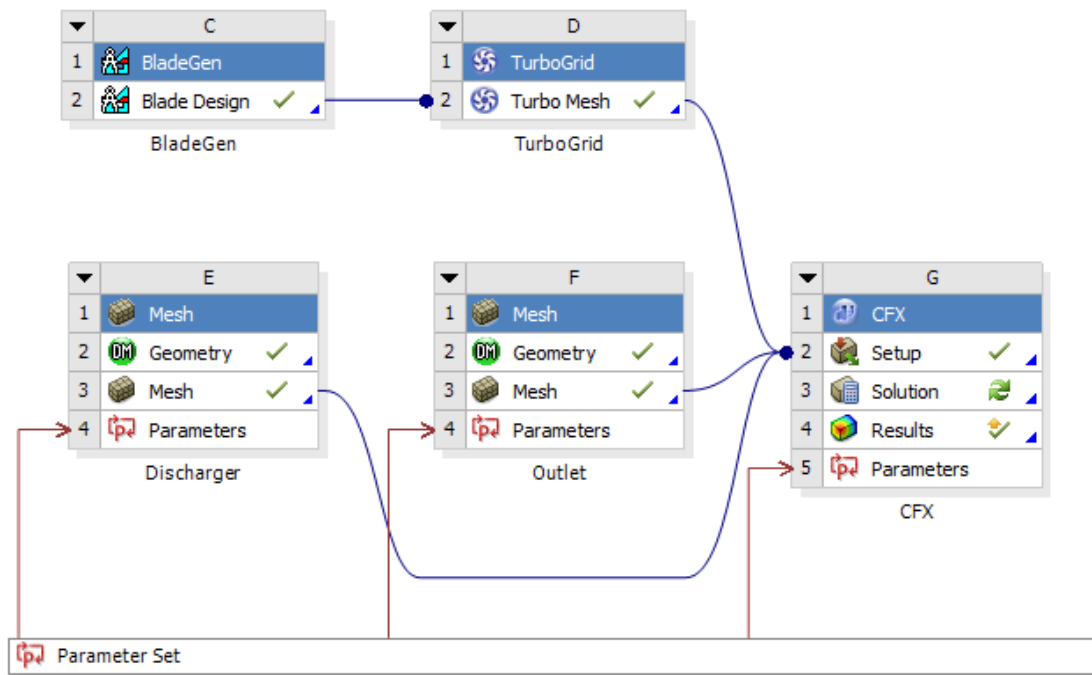 C
1 BladeGen
2 Blade Design
BladeGen
D
1 TurboGrid
2 Turbo Mesh
TurboGrid
E
1 Mesh
2 DM Geometry
3 Mesh
4 Parameters
Discharger
F
1 Mesh
2 DM Geometry
3 Mesh
4 Parameters
Outlet
G
1 CFX
2 Setup
3 Solution
4 Results
5 Parameters
CFX
Parameter Set